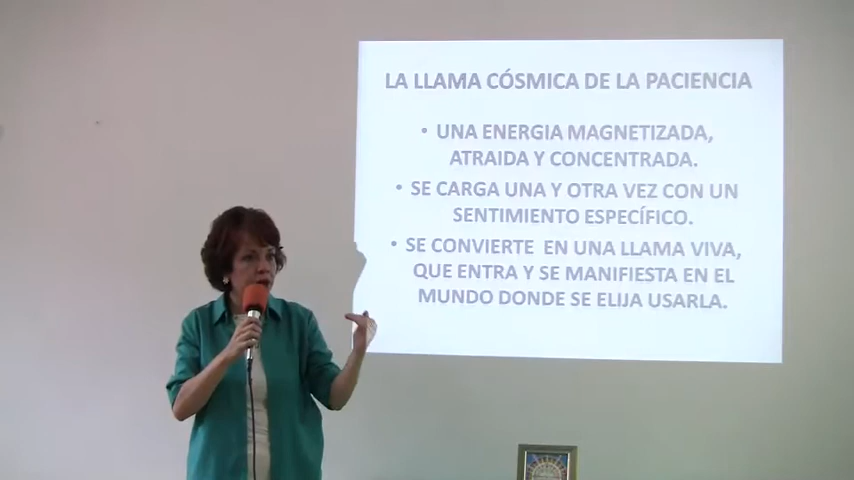 LA LLAMA CÓSMICA DE LA PACIENCIA
• UNA ENERGIA MAGNETIZADA,
ATRAIDA Y CONCENTRADA.
• SE CARGA UNA Y OTRA VEZ CON UN
SENTIMIENTO ESPECÍFICO.
• SE CONVIERTE EN UNA LLAMA VIVA,
QUE ENTRA Y SE MANIFIESTA EN EL
MUNDO DONDE SE ELIJA USARLA.